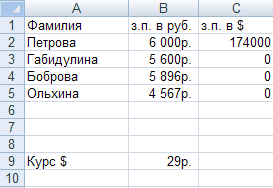 A B C
1 Фамилия з.п. в руб. з.п. в $
2 Петрова 6 000р. 174000
3 Габидулина 5 600р. 0
4 Боброва 5 896р. 0
5 Ольхина 4 567р. 0
6
7
8
9 Курс $ 29р.
10